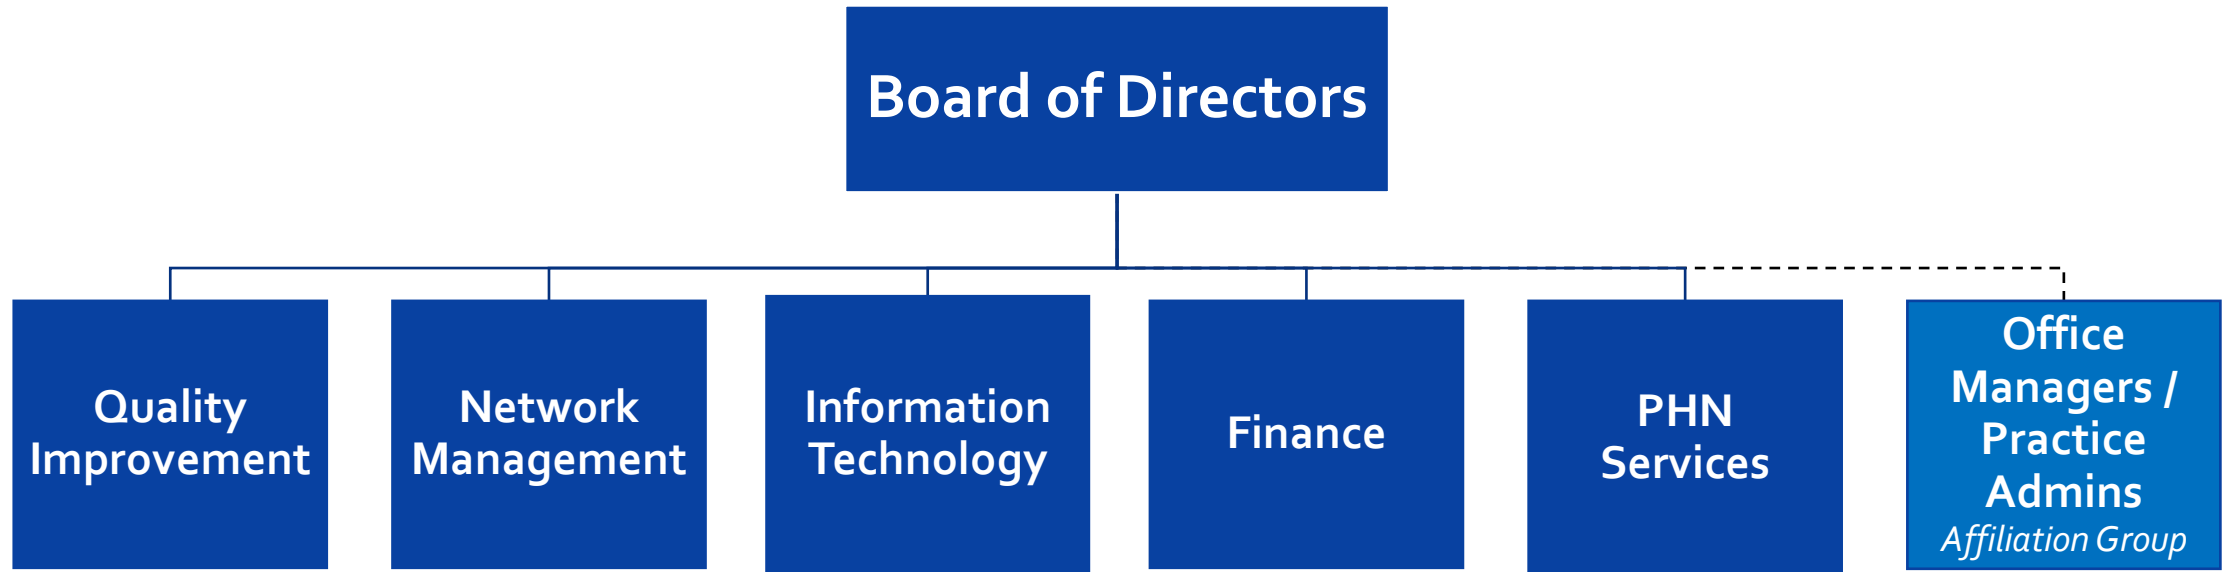 Board of Directors
Quality
Improvement
Network
Management
Information
Technology
Finance
PHN
Services
Office
Managers /
Practice
Admins
Affiliation Group